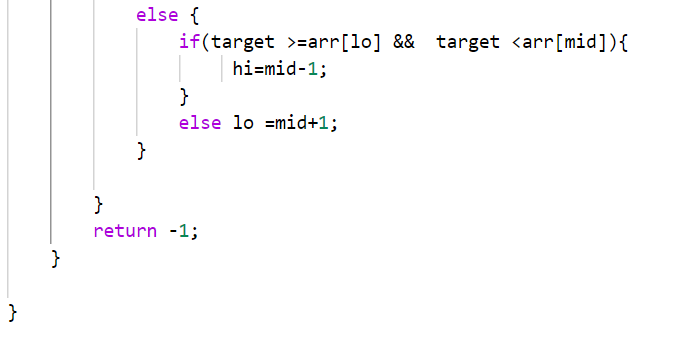 else {
if(target >=arr[lo] &&  target <arr[mid]){
hi=mid-1;
}
else lo =mid+1;
}
}
return -1;
}
}